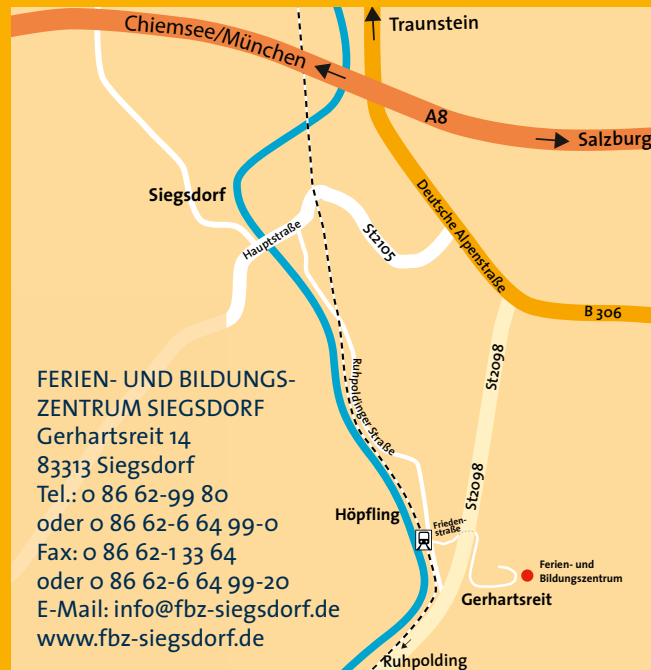 Chiemsee/München
Traunstein
A8
Salzburg
Siegsdorf
Hauptstraße
St2105
Deutsche Alpenstraße
B 306
St2098
Ruhpoldinger Straße
St2098
FERIEN- UND BILDUNGS-
ZENTRUM SIEGSDORF
Gerhartsreit 14
83313 Siegsdorf
Tel.: 0 86 62-99 80
oder 0 86 62-6 64 99-0
Fax: 0 86 62-1 33 64
oder 0 86 62-6 64 99-20
E-Mail: info@fbz-siegsdorf.de
www.fbz-siegsdorf.de
Höpfling
Frieden-
straße
Ferien- und
Bildungszentrum
Gerhartsreit
Ruhpolding